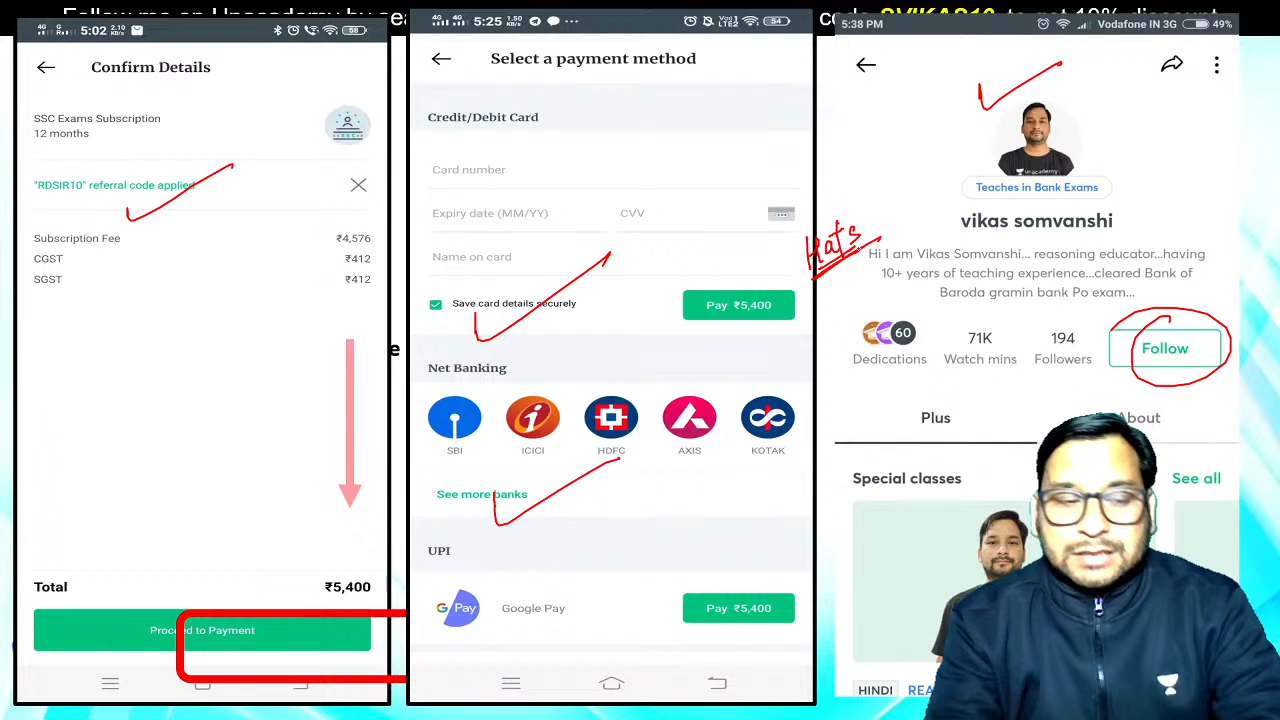 5:02
58
Confirm Details
SSC Exams Subscription
12 months
"RDSIR10" referral code applied
Subscription Fee ₹4,576
CGST ₹412
SGST ₹412
Total ₹5,400
Proceed to Payment
5:25
54
Select a payment method
Credit/Debit Card
Card number
Expiry date (MM/YY) CVV
Name on card
Save card details securely
Pay ₹5,400
Net Banking
SBI ICICI HDFC AXIS KOTAK
See more banks
UPI
G Pay Google Pay Pay ₹5,400
Hats
5:38 PM Vodafone IN 3G 49%
unacademy
Teaches in Bank Exams
vikas somvanshi
Hi I am Vikas Somvanshi... reasoning educator...having
10+ years of teaching experience...cleared Bank of
Baroda gramin bank Po exam...
60 71K 194
Dedications Watch mins Followers
Follow
Plus About
Special classes See all
HINDI